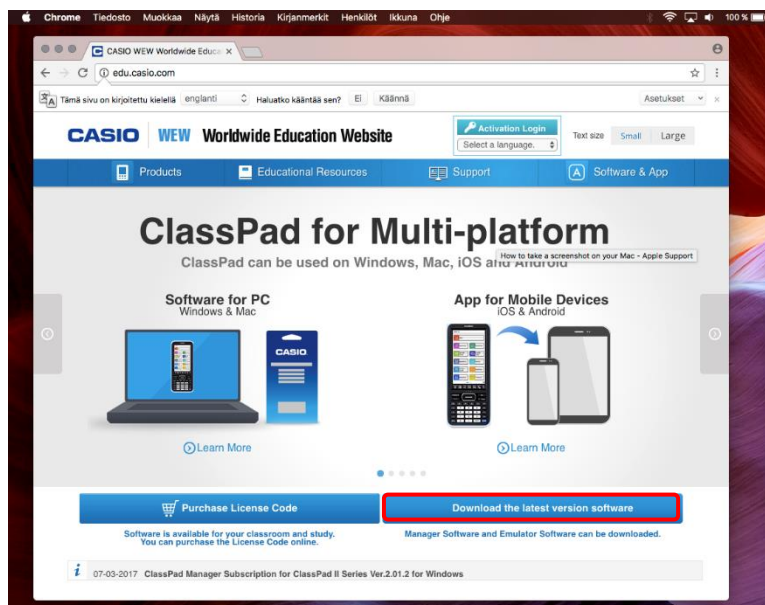 Chrome Tiedosto Muokkaa Näytä Historia Kirjanmerkit Henkilöt Ikkuna Ohje 100 %
CASIO WEW Worldwide Educa
edu.casio.com
Tämä sivu on kirjoitettu kielellä englanti Haluatko kääntää sen? Ei Käännä Asetukset
CASIO WEW Worldwide Education Website
Activation Login
Select a language.
Text size Small Large
Products Educational Resources Support Software & App
ClassPad for Multi-platform
ClassPad can be used on Windows, Mac, iOS and Android
How to take a screenshot on your Mac - Apple Support
Software for PC
Windows & Mac
App for Mobile Devices
iOS & Android
CASIO
Learn More
Learn More
Purchase License Code
Download the latest version software
Software is available for your classroom and study.
You can purchase the License Code online.
Manager Software and Emulator Software can be downloaded.
i 07-03-2017 ClassPad Manager Subscription for ClassPad II Series Ver.2.01.2 for Windows